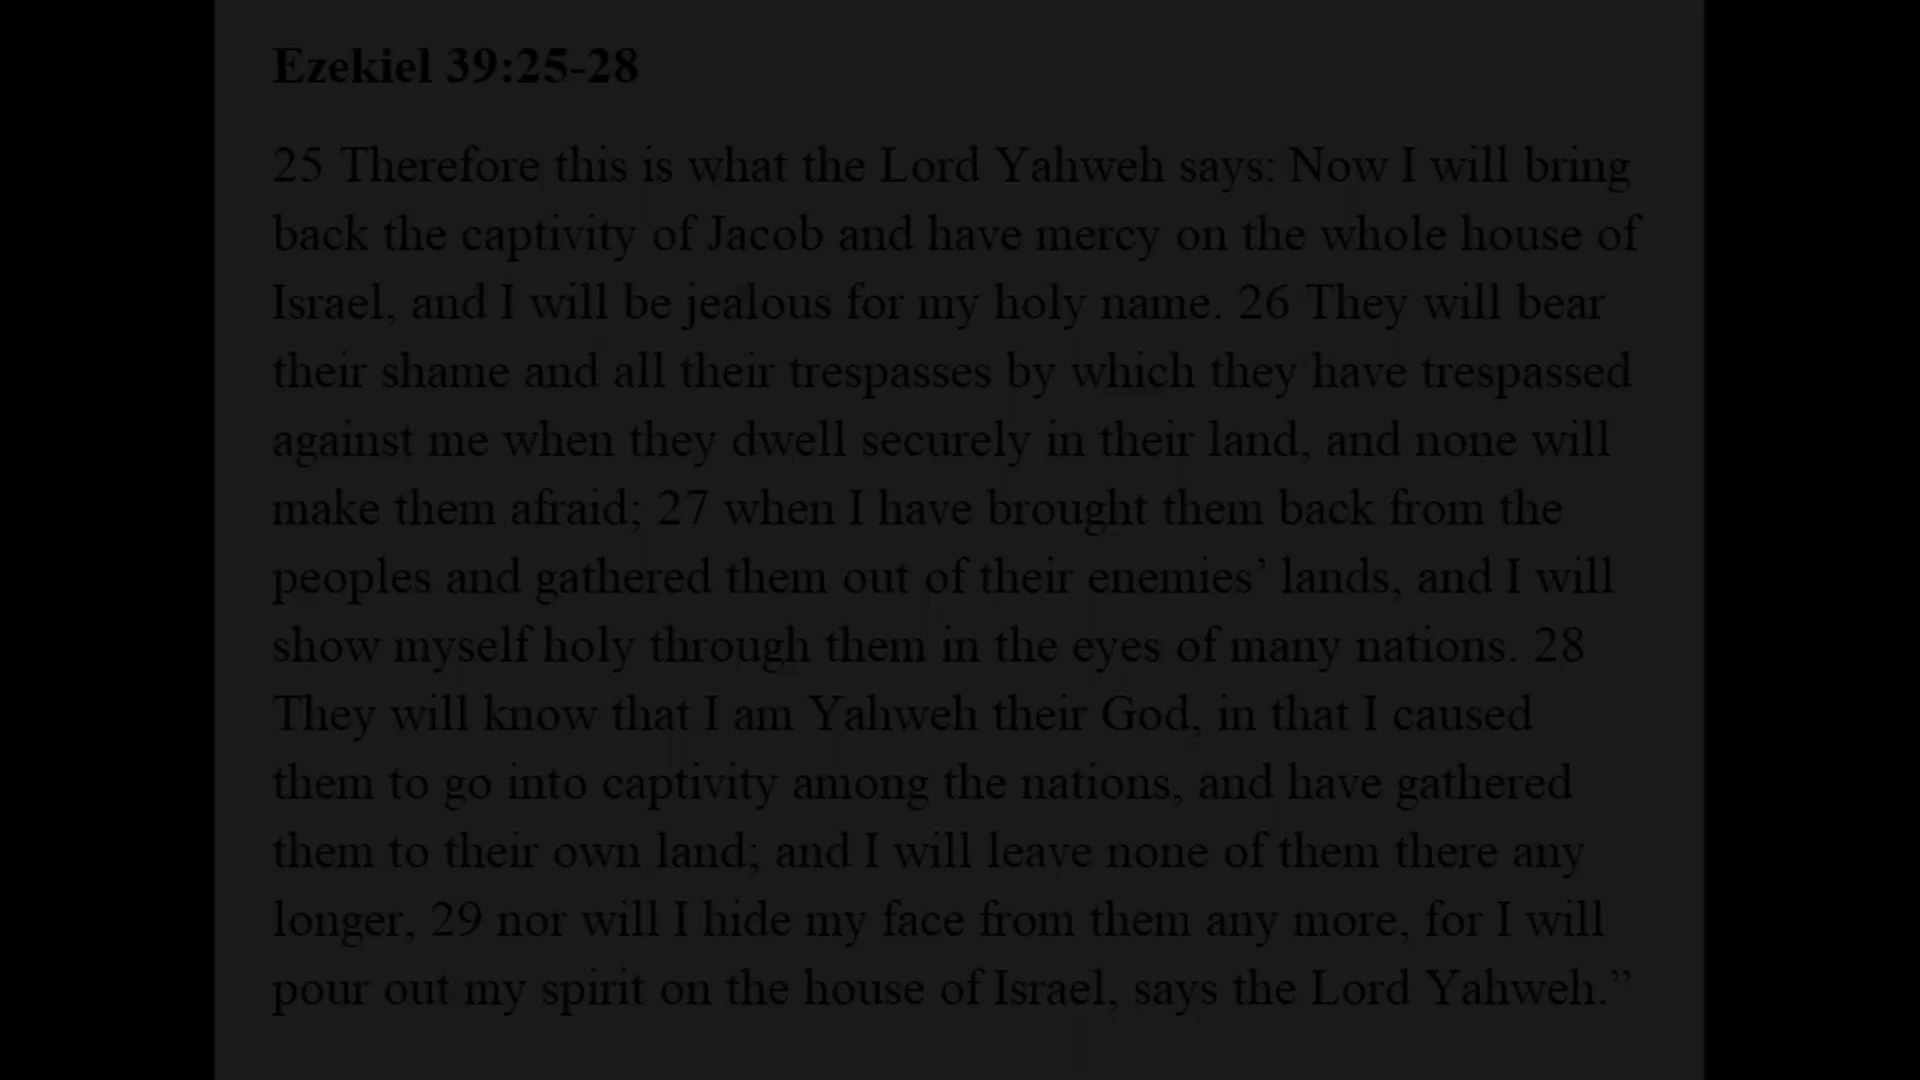 Ezekiel 39:25-28
25 Therefore this is what the Lord Yahweh says: Now I will bring
back the captivity of Jacob and have mercy on the whole house of
Israel, and I will be jealous for my holy name. 26 They will bear
their shame and all their trespasses by which they have trespassed
against me when they dwell securely in their land, and none will
make them afraid; 27 when I have brought them back from the
peoples and gathered them out of their enemies’ lands, and I will
show myself holy through them in the eyes of many nations. 28
They will know that I am Yahweh their God, in that I caused
them to go into captivity among the nations, and have gathered
them to their own land; and I will leave none of them there any
longer, 29 nor will I hide my face from them any more, for I will
pour out my spirit on the house of Israel, says the Lord Yahweh.”